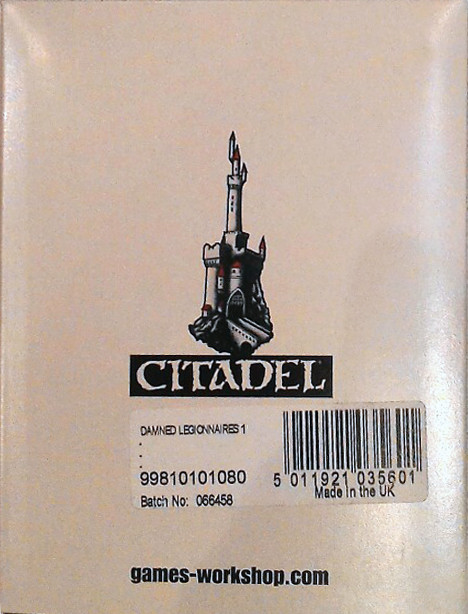 CITADEL
DAMNED LEGIONNAIRES 1
99810101080
Batch No: 066458
5 011921 035601
Made in the UK
games-workshop.com